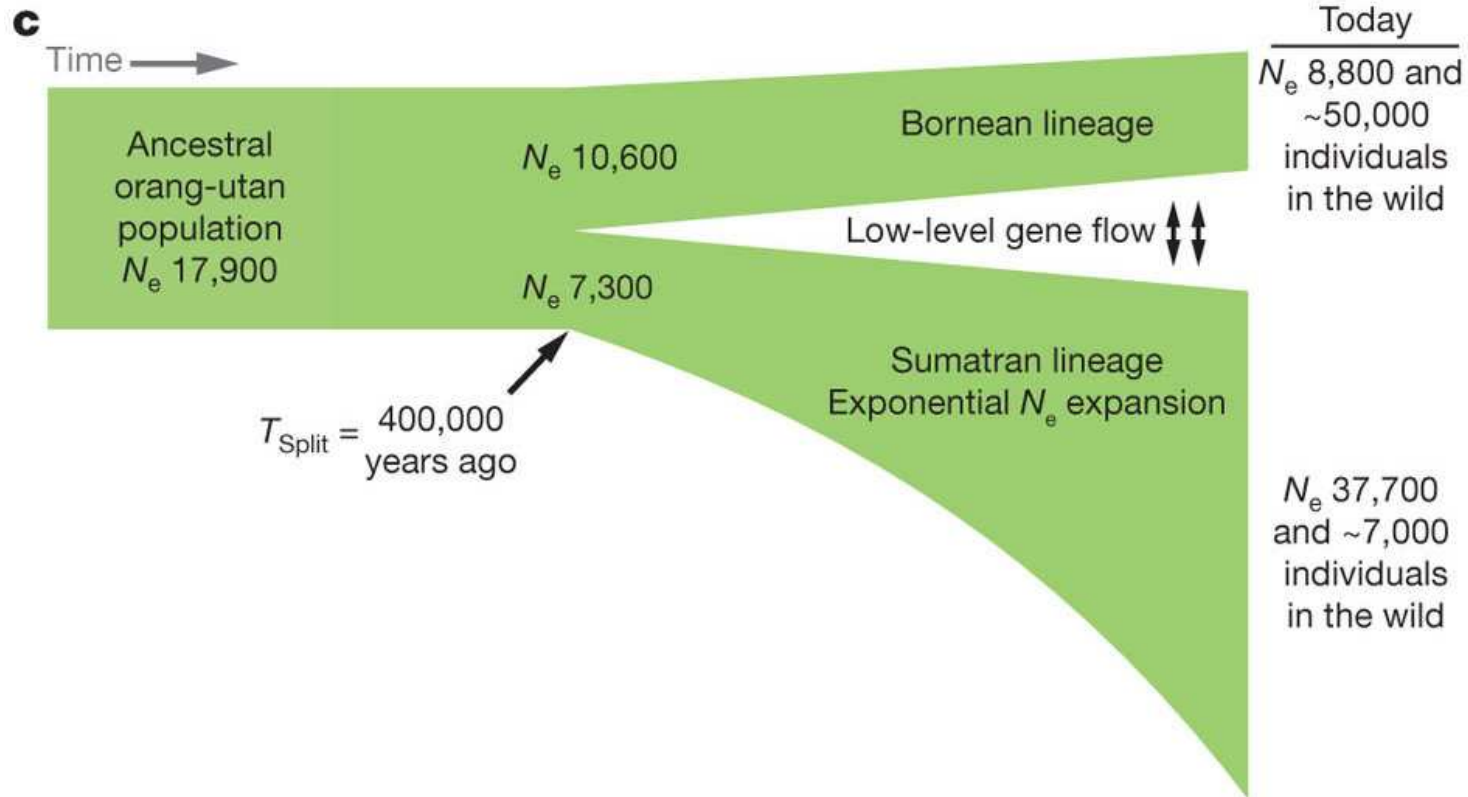 c
Time
Today
Ne 8,800 and
~50,000
individuals
in the wild
Ancestral
orang-utan
population
Ne 17,900
Ne 10,600
Bornean lineage
Low-level gene flow
Ne 7,300
Sumatran lineage
Exponential Ne expansion
TSplit = 400,000
years ago
Ne 37,700
and ~7,000
individuals
in the wild